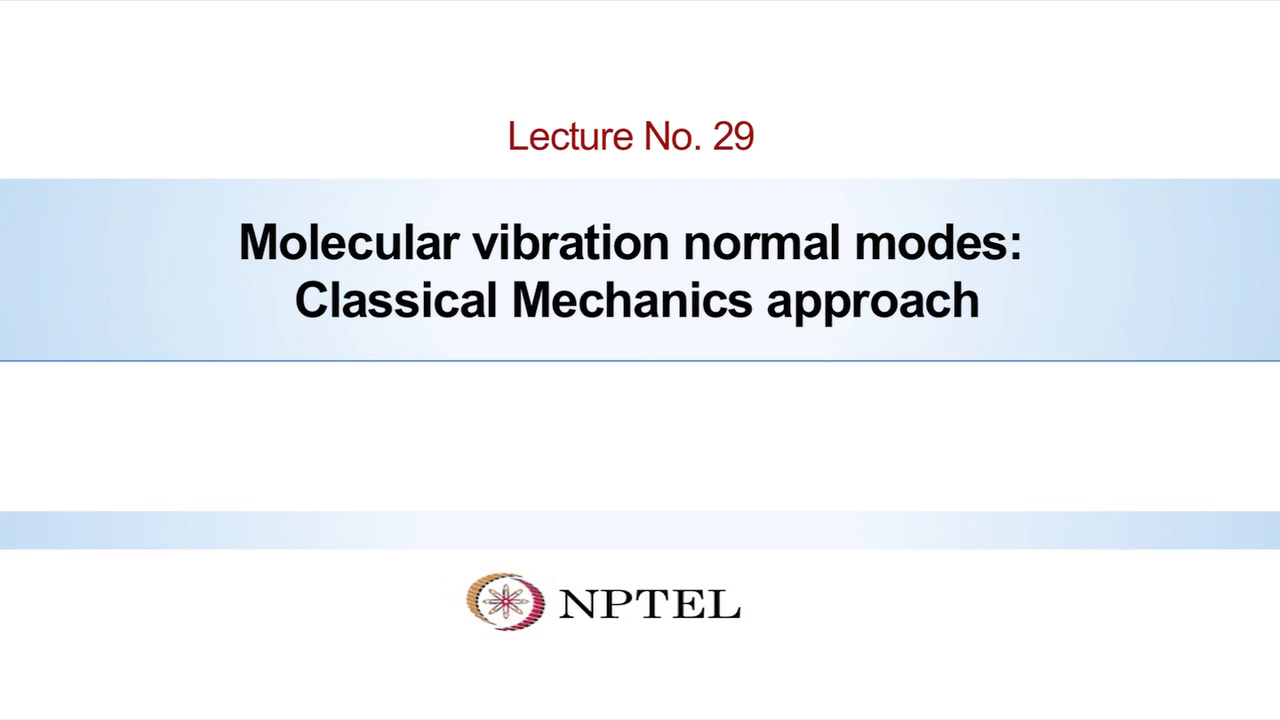 Lecture No. 29
Molecular vibration normal modes:
Classical Mechanics approach
NPTEL